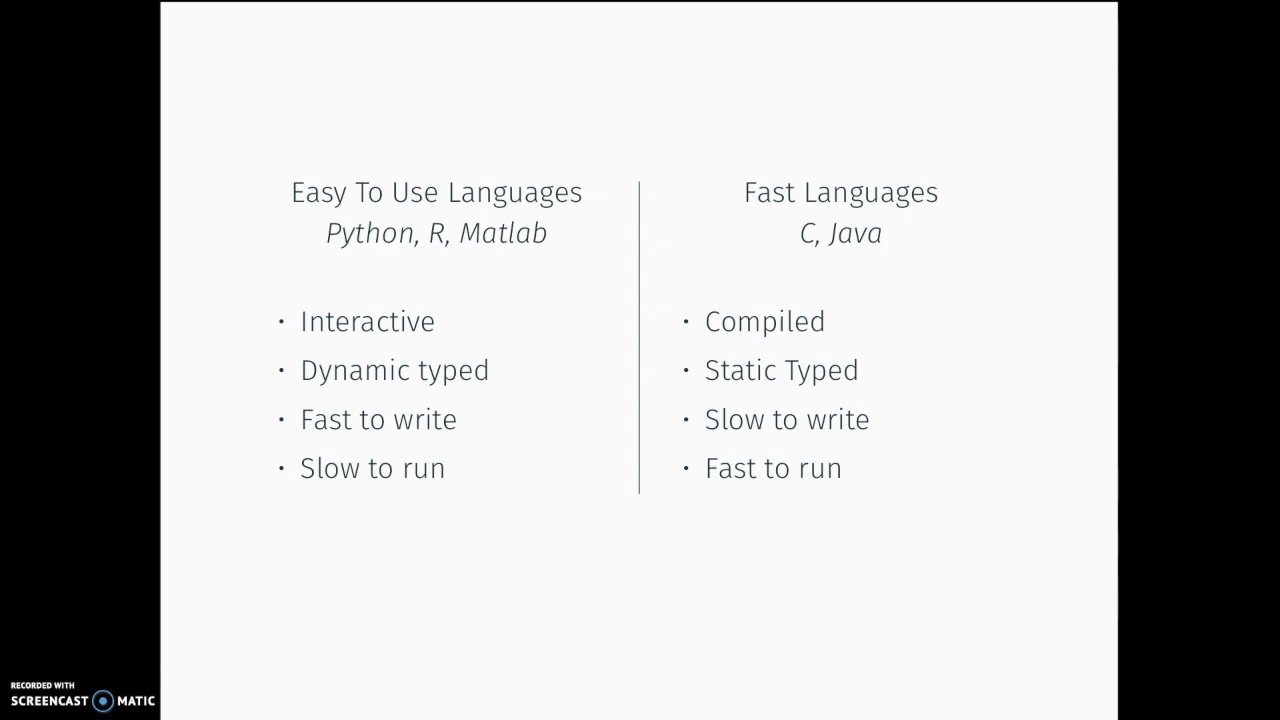 Easy To Use Languages
Python, R, Matlab
· Interactive
· Dynamic typed
· Fast to write
· Slow to run
Fast Languages
C, Java
· Compiled
· Static Typed
· Slow to write
· Fast to run
RECORDED WITH
SCREENCAST MATIC